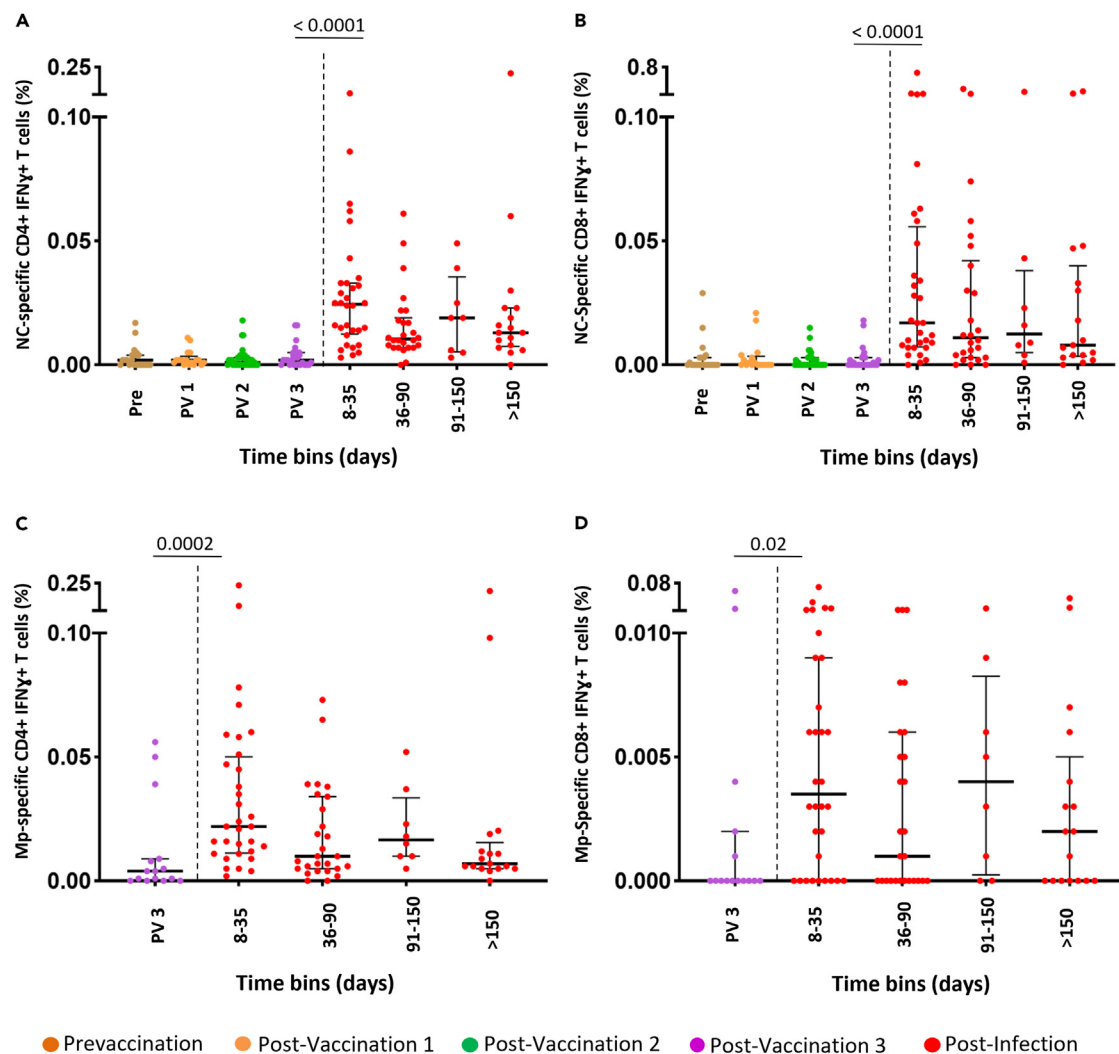 A
< 0.0001
NC-specific CD4+ IFNɣ+ T cells (%)
0.25
0.10
0.05
0.00
Pre
PV 1
PV 2
PV 3
8-35
36-90
91-150
>150
Time bins (days)
B
< 0.0001
NC-Specific CD8+ IFNɣ+ T cells (%)
0.8
0.10
0.05
0.00
Pre
PV 1
PV 2
PV 3
8-35
36-90
91-150
>150
Time bins (days)
C
0.0002
Mp-specific CD4+ IFNɣ+ T cells (%)
0.25
0.10
0.05
0.00
PV 3
8-35
36-90
91-150
>150
Time bins (days)
D
0.02
Mp-Specific CD8+ IFNɣ+ T cells (%)
0.08
0.010
0.005
0.000
PV 3
8-35
36-90
91-150
>150
Time bins (days)
Prevaccination Post-Vaccination 1 Post-Vaccination 2 Post-Vaccination 3 Post-Infection